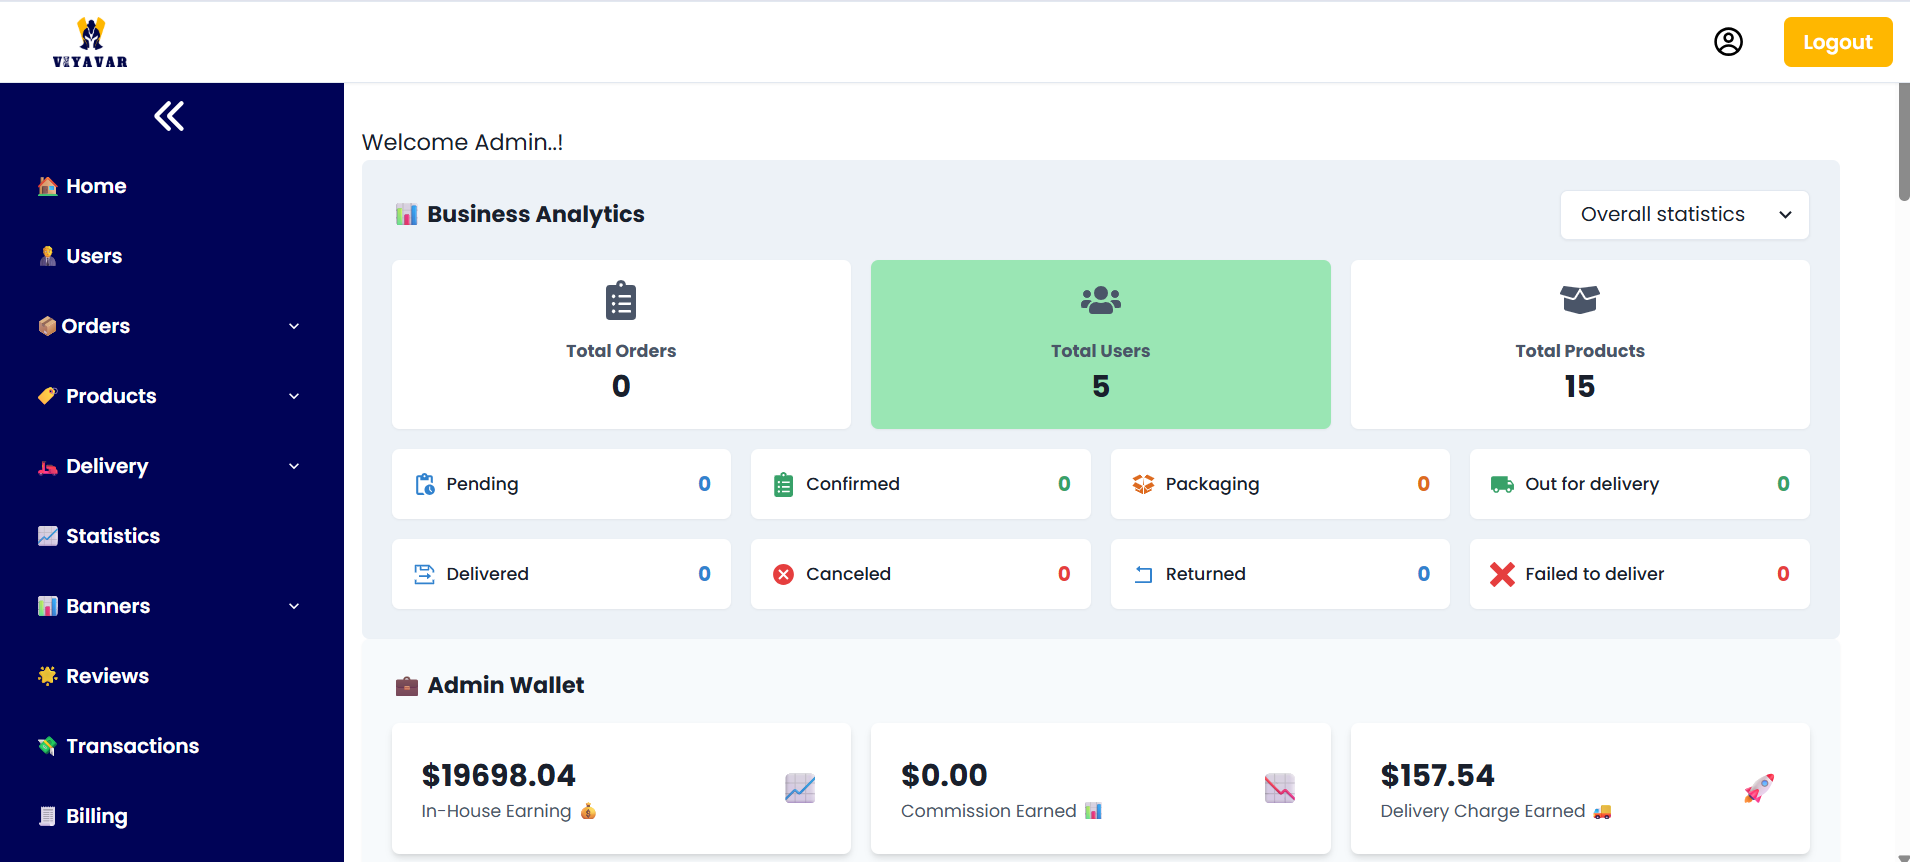 VIYAVAR
Logout
Welcome Admin..!
Home
Users
Orders
Products
Delivery
Statistics
Banners
Reviews
Transactions
Billing
Business Analytics
Overall statistics
Total Orders
0
Total Users
5
Total Products
15
Pending 0
Confirmed 0
Packaging 0
Out for delivery 0
Delivered 0
Canceled 0
Returned 0
Failed to deliver 0
Admin Wallet
$19698.04
In-House Earning
$0.00
Commission Earned
$157.54
Delivery Charge Earned